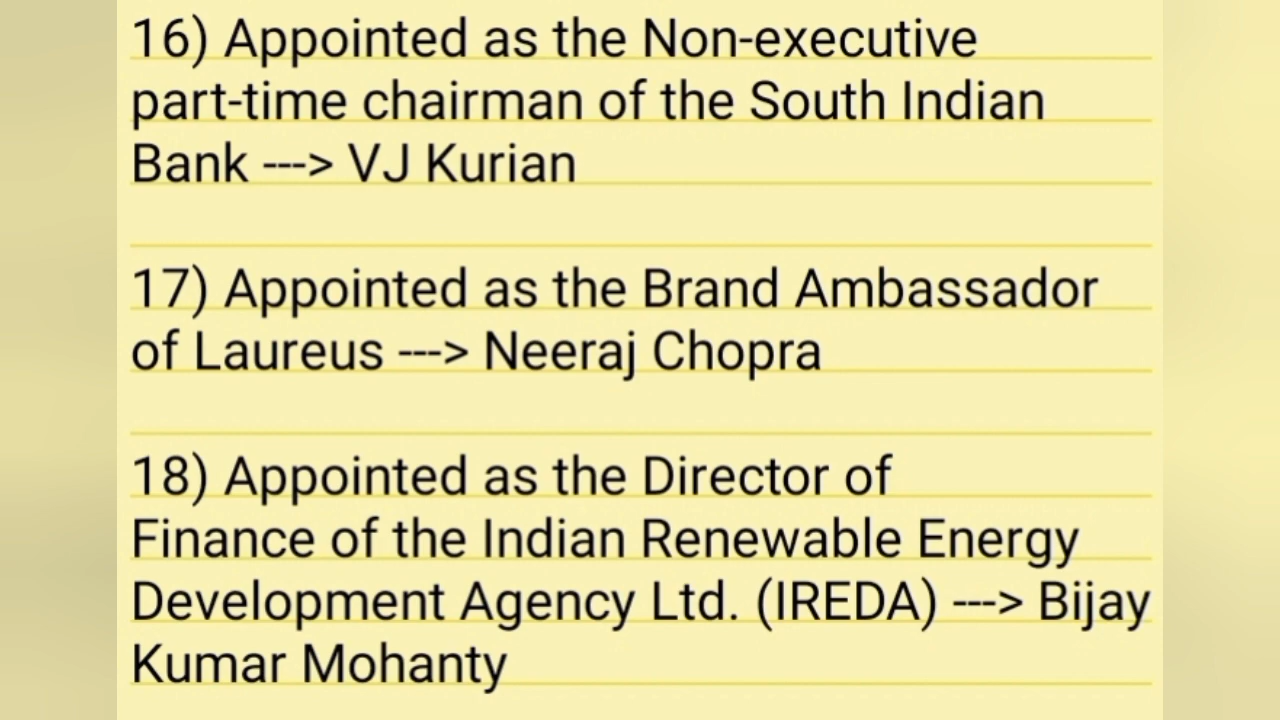 16) Appointed as the Non-executive
part-time chairman of the South Indian
Bank ---> VJ Kurian
17) Appointed as the Brand Ambassador
of Laureus ---> Neeraj Chopra
18) Appointed as the Director of
Finance of the Indian Renewable Energy
Development Agency Ltd. (IREDA) ---> Bijay
Kumar Mohanty